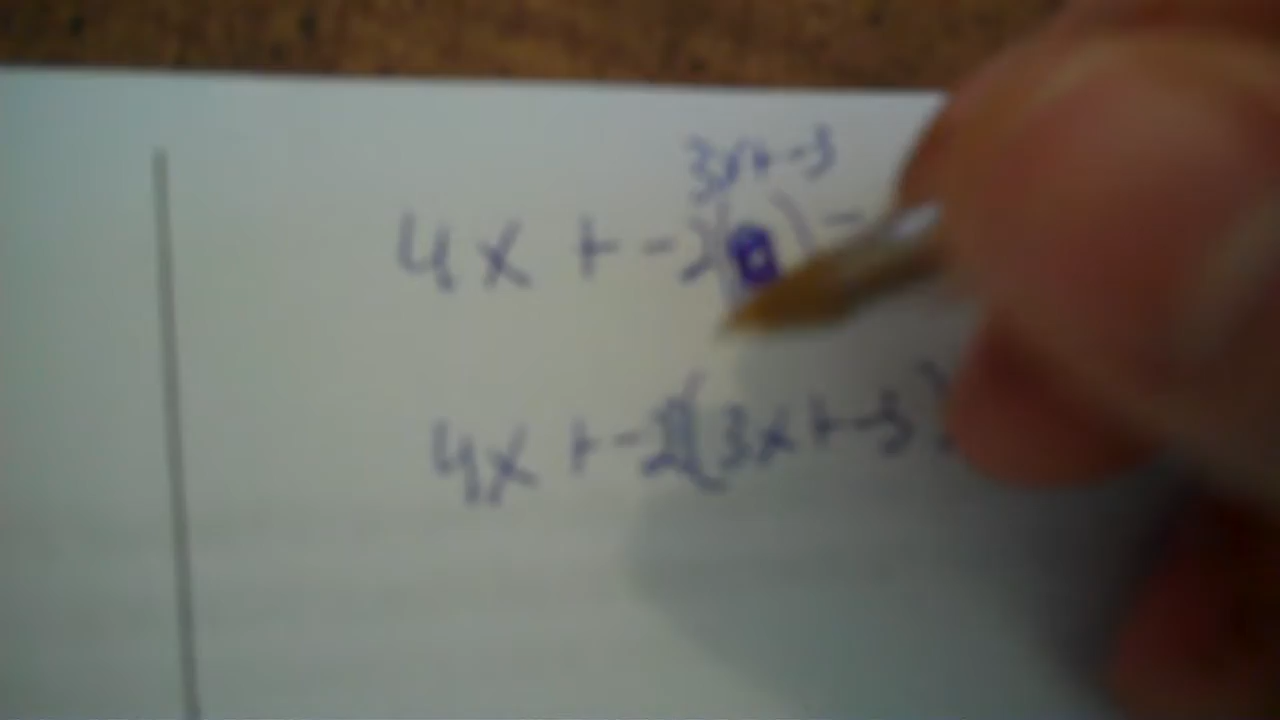 3x+-3
4x + -2( ) -
4x + -2(3x+-3)